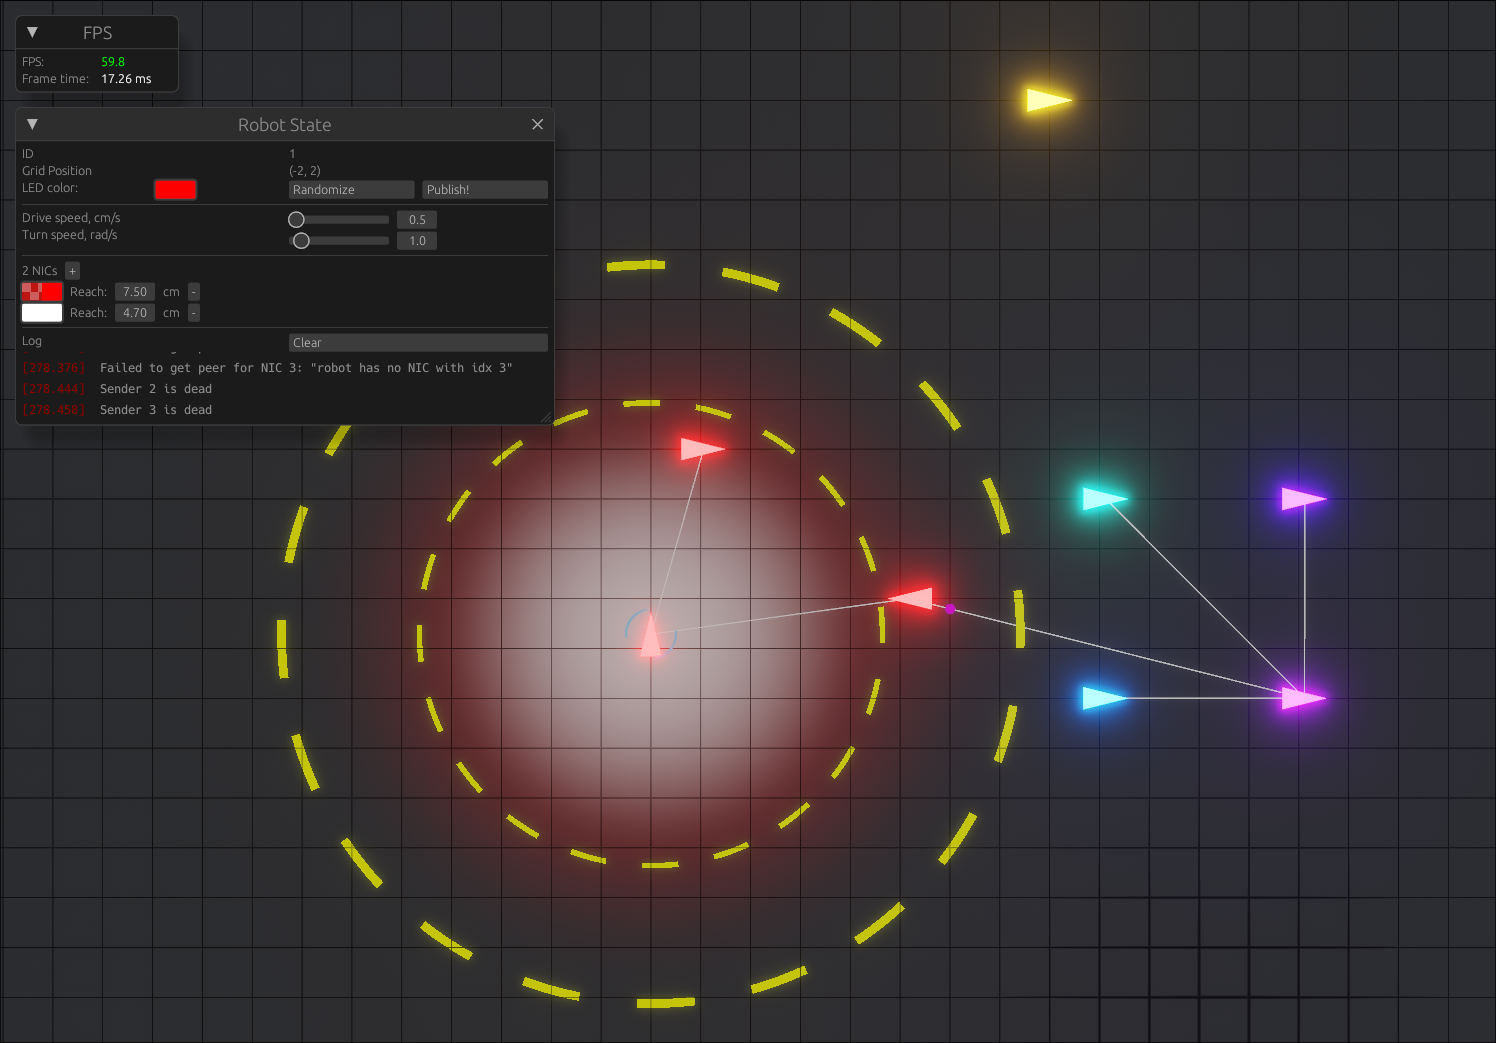 ▼ FPS
FPS: 59.8
Frame time: 17.26 ms
▼ Robot State ✕
ID 1
Grid Position (-2, 2)
LED color: Randomize Publish!
Drive speed, cm/s 0.5
Turn speed, rad/s 1.0
2 NICs +
Reach: 7.50 cm -
Reach: 4.70 cm -
Log Clear
[278.376] Failed to get peer for NIC 3: "robot has no NIC with idx 3"
[278.444] Sender 2 is dead
[278.458] Sender 3 is dead